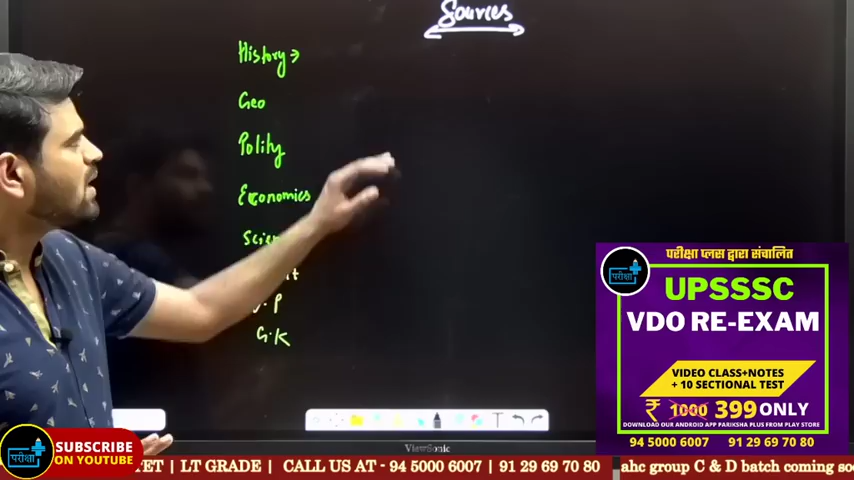 Sources
History →
Geo
Polity
Economics
G.K
परीक्षा प्लस द्वारा संचालित
परीक्षा
UPSSSC
VDO RE-EXAM
VIDEO CLASS+NOTES
+ 10 SECTIONAL TEST
₹ 1000 399 ONLY
DOWNLOAD OUR ANDROID APP PARIKSHA PLUS FROM PLAY STORE
94 5000 6007 91 29 69 70 80
ViewSonic
परीक्षा
SUBSCRIBE
ON YOUTUBE
TET | LT GRADE | CALL US AT - 94 5000 6007 | 91 29 69 70 80 ahc group C & D batch coming so